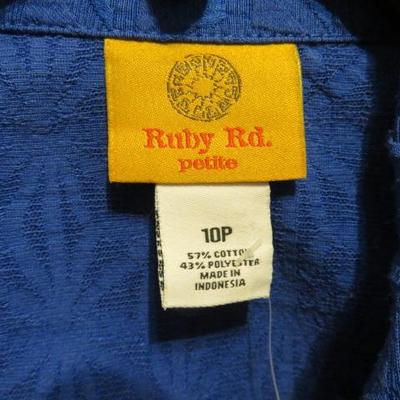 Ruby Rd.
petite
10P
57% COTTON
43% POLYESTER
MADE IN
INDONESIA